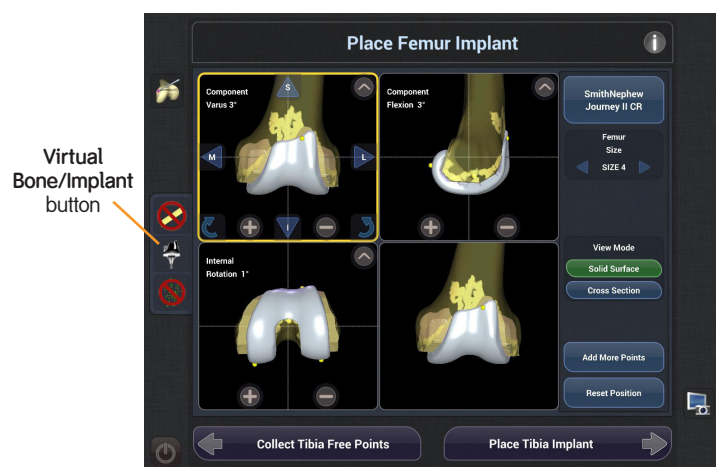 Place Femur Implant
i
Component
Varus 3°
S
M
L
I
Component
Flexion 3°
SmithNephew
Journey II CR
Femur
Size
SIZE 4
Virtual
Bone/Implant
button
Internal
Rotation 1°
View Mode
Solid Surface
Cross Section
Add More Points
Reset Position
Collect Tibia Free Points
Place Tibia Implant